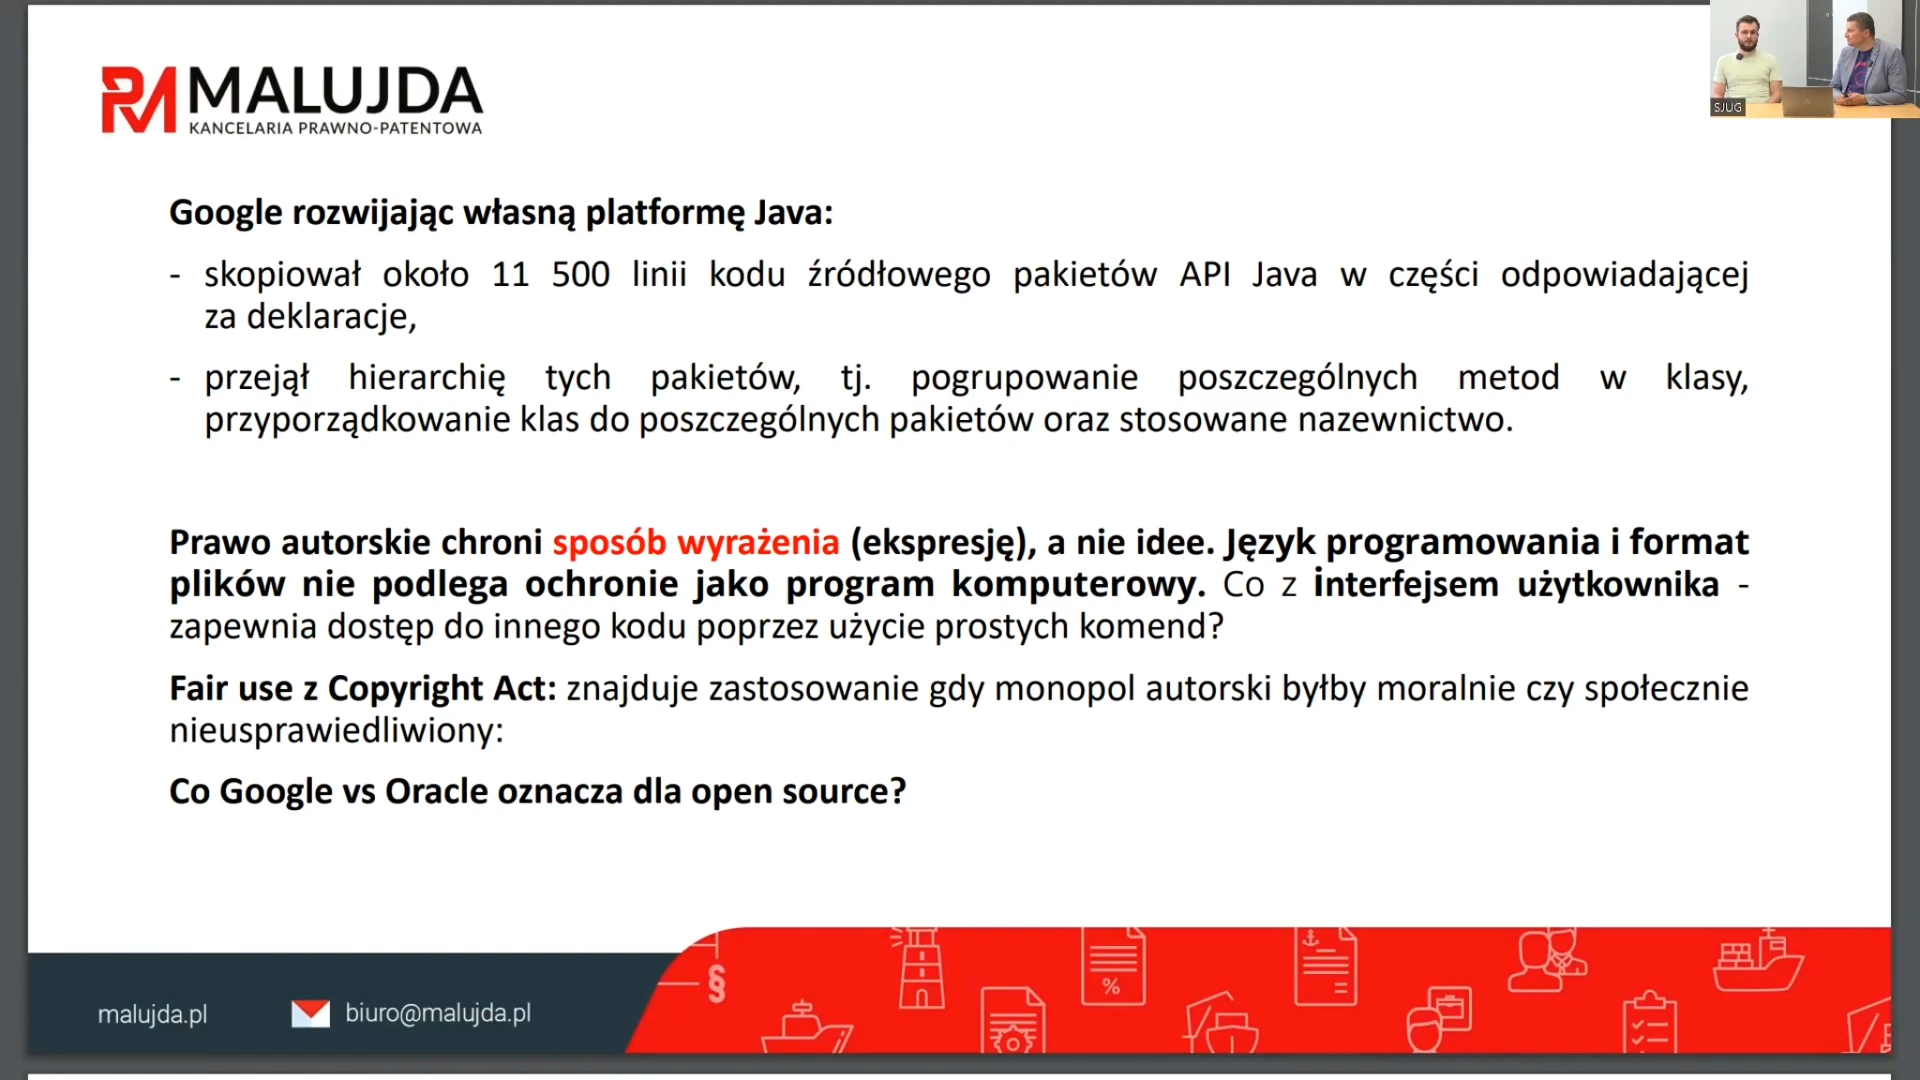 SJUG
MALUJDA
KANCELARIA PRAWNO-PATENTOWA
Google rozwijając własną platformę Java:
- skopiował około 11 500 linii kodu źródłowego pakietów API Java w części odpowiadającej
za deklaracje,
- przejął hierarchię tych pakietów, tj. pogrupowanie poszczególnych metod w klasy,
przyporządkowanie klas do poszczególnych pakietów oraz stosowane nazewnictwo.
Prawo autorskie chroni sposób wyrażenia (ekspresję), a nie idee. Język programowania i format
plików nie podlega ochronie jako program komputerowy. Co z interfejsem użytkownika -
zapewnia dostęp do innego kodu poprzez użycie prostych komend?
Fair use z Copyright Act: znajduje zastosowanie gdy monopol autorski byłby moralnie czy społecznie
nieusprawiedliwiony:
Co Google vs Oracle oznacza dla open source?
§
%
malujda.pl
biuro@malujda.pl